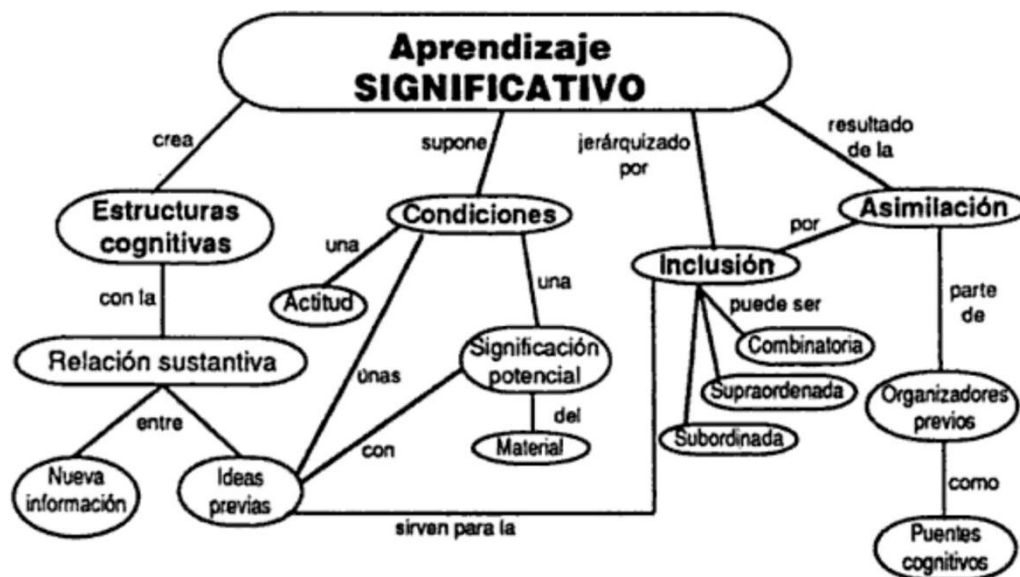 Aprendizaje
SIGNIFICATIVO
crea
supone
jerárquizado
por
resultado
de la
Estructuras
cognitivas
Condiciones
Asimilación
una
por
Inclusión
con la
Actitud
una
puede ser
parte
de
Relación sustantiva
Significación
potencial
Combinatoria
unas
Supraordenada
Organizadores
previos
entre
con
del
Material
Subordinada
Nueva
información
Ideas
previas
como
sirven para la
Puentes
cognitivos